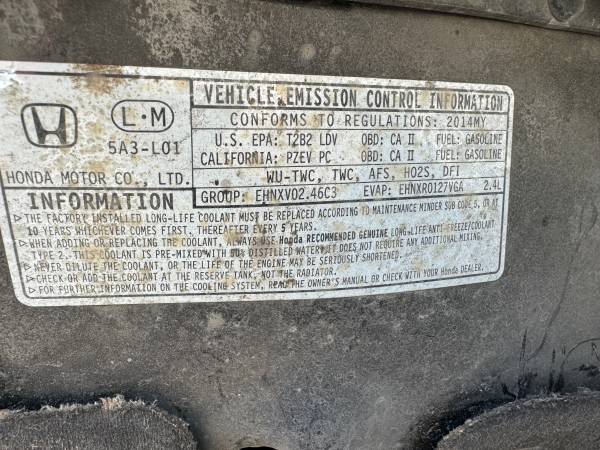 L·M
5A3-L01
HONDA MOTOR CO., LTD.
VEHICLE EMISSION CONTROL INFORMATION
CONFORMS TO REGULATIONS: 2014MY
U.S. EPA: T2B2 LDV OBD: CA II FUEL: GASOLINE
CALIFORNIA: PZEV PC OBD: CA II FUEL: GASOLINE
WU-TWC, TWC, AFS, HO2S, DFI
GROUP: EHNXV02.46C3 EVAP: EHNXR0127VGA 2.4L
INFORMATION
▷THE FACTORY INSTALLED LONG-LIFE COOLANT MUST BE REPLACED ACCORDING TO MAINTENANCE MINDER SUB CODE 5, OR AT
10 YEARS WHICHEVER COMES FIRST. THEREAFTER EVERY 5 YEARS.
▷WHEN ADDING OR REPLACING THE COOLANT, ALWAYS USE Honda RECOMMENDED GENUINE LONG-LIFE ANTI-FREEZE/COOLANT
TYPE 2. THIS COOLANT IS PRE-MIXED WITH 50% DISTILLED WATER. IT DOES NOT REQUIRE ANY ADDITIONAL MIXING.
▷NEVER DILUTE THE COOLANT, OR THE LIFE OF THE ENGINE MAY BE SERIOUSLY SHORTENED.
▷CHECK OR ADD THE COOLANT AT THE RESERVE TANK, NOT THE RADIATOR.
▷FOR FURTHER INFORMATION ON THE COOLING SYSTEM, READ THE OWNER'S MANUAL OR CHECK WITH YOUR Honda DEALER.